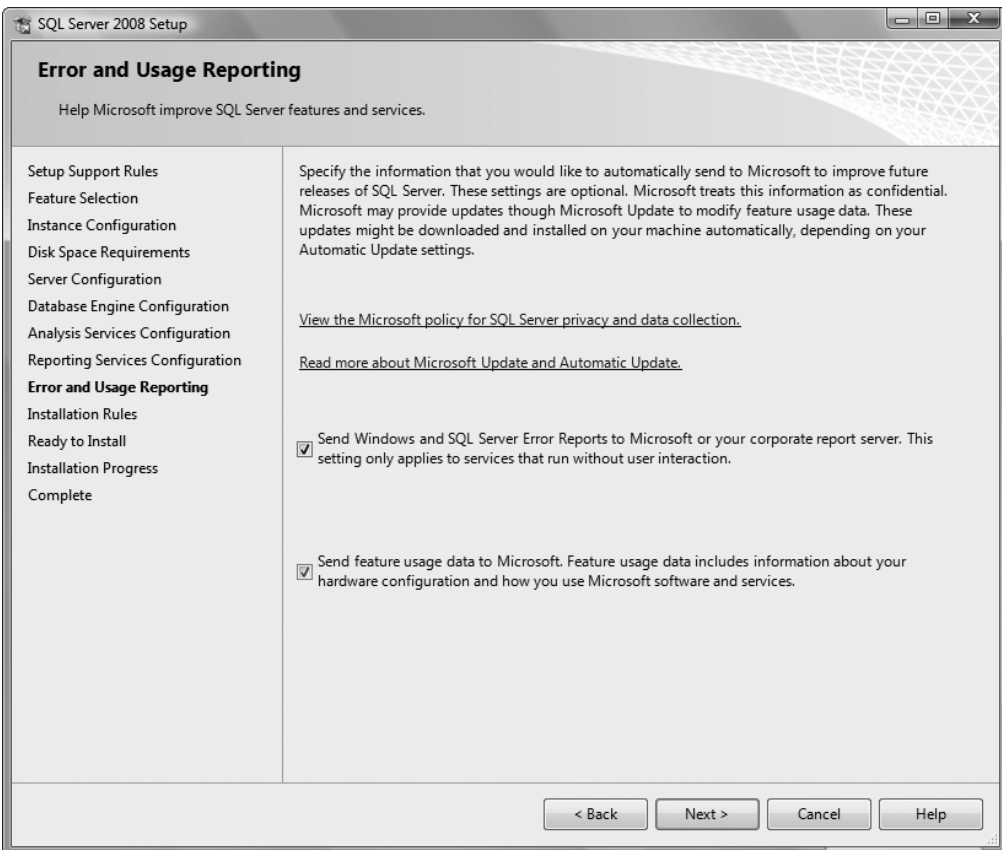 SQL Server 2008 Setup
Error and Usage Reporting
Help Microsoft improve SQL Server features and services.
Setup Support Rules
Feature Selection
Instance Configuration
Disk Space Requirements
Server Configuration
Database Engine Configuration
Analysis Services Configuration
Reporting Services Configuration
Error and Usage Reporting
Installation Rules
Ready to Install
Installation Progress
Complete
Specify the information that you would like to automatically send to Microsoft to improve future
releases of SQL Server. These settings are optional. Microsoft treats this information as confidential.
Microsoft may provide updates though Microsoft Update to modify feature usage data. These
updates might be downloaded and installed on your machine automatically, depending on your
Automatic Update settings.
View the Microsoft policy for SQL Server privacy and data collection.
Read more about Microsoft Update and Automatic Update.
Send Windows and SQL Server Error Reports to Microsoft or your corporate report server. This
setting only applies to services that run without user interaction.
Send feature usage data to Microsoft. Feature usage data includes information about your
hardware configuration and how you use Microsoft software and services.
< Back
Next >
Cancel
Help